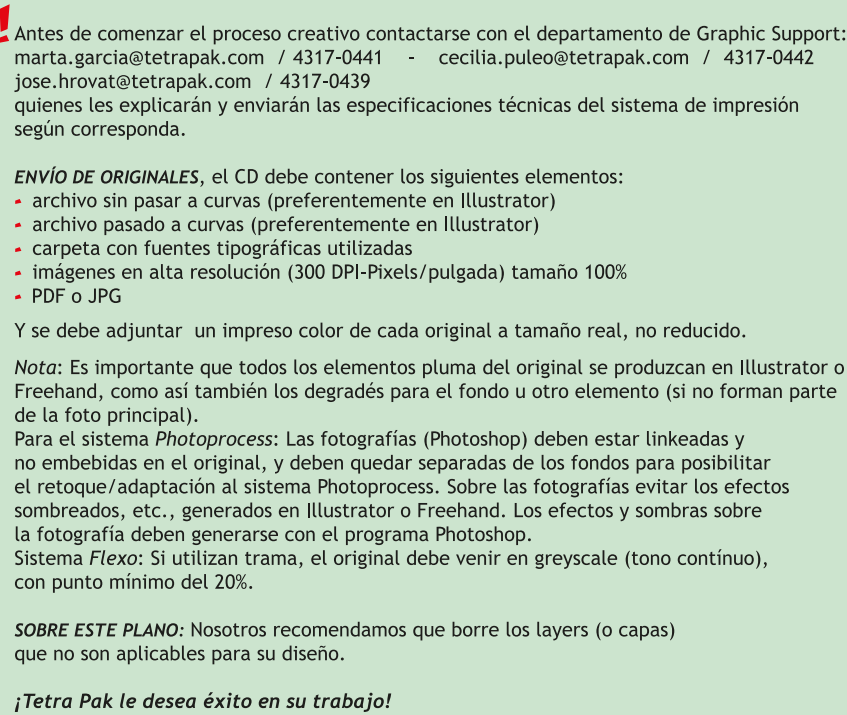 ! Antes de comenzar el proceso creativo contactarse con el departamento de Graphic Support:
marta.garcia@tetrapak.com / 4317-0441 - cecilia.puleo@tetrapak.com / 4317-0442
jose.hrovat@tetrapak.com / 4317-0439
quienes les explicarán y enviarán las especificaciones técnicas del sistema de impresión
según corresponda.
ENVÍO DE ORIGINALES, el CD debe contener los siguientes elementos:
- archivo sin pasar a curvas (preferentemente en Illustrator)
- archivo pasado a curvas (preferentemente en Illustrator)
- carpeta con fuentes tipográficas utilizadas
- imágenes en alta resolución (300 DPI-Pixels/pulgada) tamaño 100%
- PDF o JPG
Y se debe adjuntar un impreso color de cada original a tamaño real, no reducido.
Nota: Es importante que todos los elementos pluma del original se produzcan en Illustrator o
Freehand, como así también los degradés para el fondo u otro elemento (si no forman parte
de la foto principal).
Para el sistema Photoprocess: Las fotografías (Photoshop) deben estar linkeadas y
no embebidas en el original, y deben quedar separadas de los fondos para posibilitar
el retoque/adaptación al sistema Photoprocess. Sobre las fotografías evitar los efectos
sombreados, etc., generados en Illustrator o Freehand. Los efectos y sombras sobre
la fotografía deben generarse con el programa Photoshop.
Sistema Flexo: Si utilizan trama, el original debe venir en greyscale (tono contínuo),
con punto mínimo del 20%.
SOBRE ESTE PLANO: Nosotros recomendamos que borre los layers (o capas)
que no son aplicables para su diseño.
¡Tetra Pak le desea éxito en su trabajo!